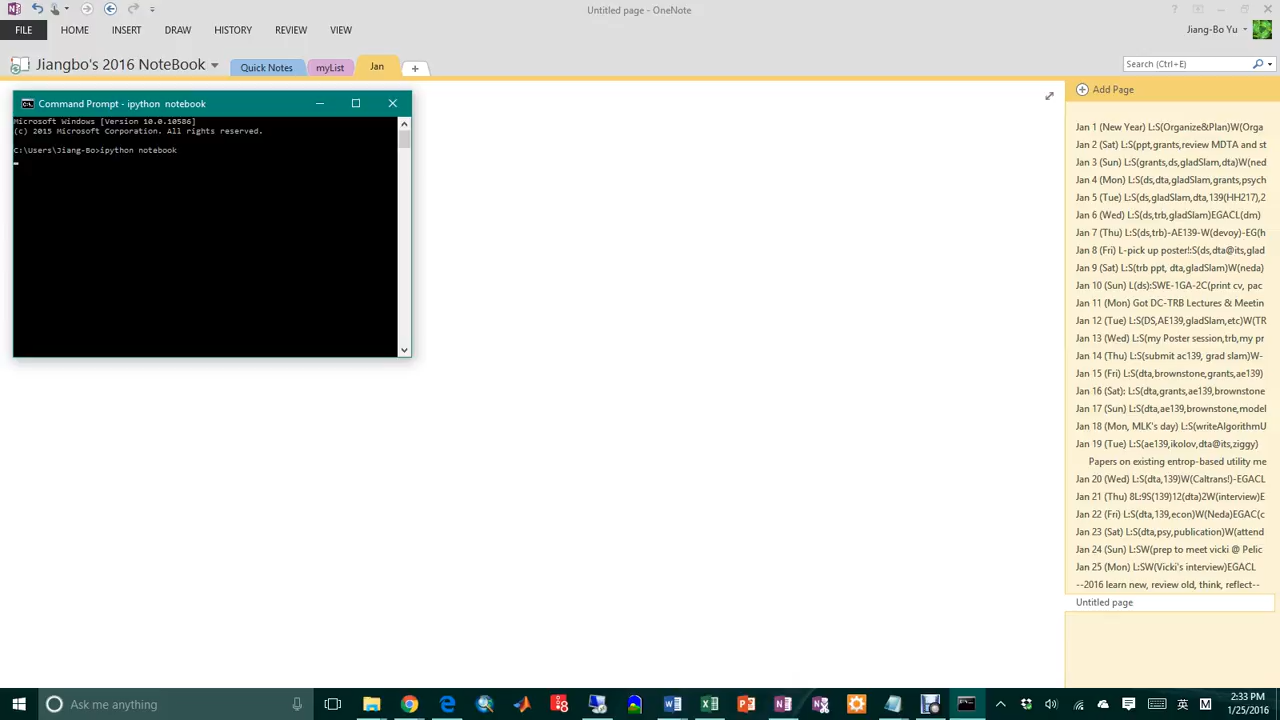 Untitled page - OneNote
FILE HOME INSERT DRAW HISTORY REVIEW VIEW
Jiang-Bo Yu
Jiangbo's 2016 NoteBook Quick Notes myList Jan
Search (Ctrl+E)
Add Page
Command Prompt - ipython notebook
Microsoft Windows [Version 10.0.10586]
(c) 2015 Microsoft Corporation. All rights reserved.
C:\Users\Jiang-Bo>ipython notebook
Jan 1 (New Year) L:S(Organize&Plan)W(Orga
Jan 2 (Sat) L:S(ppt,grants,review MDTA and st
Jan 3 (Sun) L:S(grants,ds,gladSlam,dta)W(ned
Jan 4 (Mon) L:S(ds,dta,gladSlam,grants,psych
Jan 5 (Tue) L:S(ds,gladSlam,dta,139(HH217),2
Jan 6 (Wed) L:S(ds,trb,gladSlam)EGACL(dm)
Jan 7 (Thu) L:S(ds,trb)-AE139-W(devoy)-EG(h
Jan 8 (Fri) L-pick up poster!:S(ds,dta@its,glad
Jan 9 (Sat) L:S(trb ppt, dta,gladSlam)W(neda)
Jan 10 (Sun) L(ds):SWE-1GA-2C(print cv, pac
Jan 11 (Mon) Got DC-TRB Lectures & Meetin
Jan 12 (Tue) L:S(DS,AE139,gladSlam,etc)W(TR
Jan 13 (Wed) L:S(my Poster session,trb,my pr
Jan 14 (Thu) L:S(submit ac139, grad slam)W-
Jan 15 (Fri) L:S(dta,brownstone,grants,ae139)
Jan 16 (Sat): L:S(dta,grants,ae139,brownstone
Jan 17 (Sun) L:S(dta,ae139,brownstone,model
Jan 18 (Mon, MLK's day) L:S(writeAlgorithmU
Jan 19 (Tue) L:S(ae139,ikolov,dta@its,ziggy)
Papers on existing entrop-based utility me
Jan 20 (Wed) L:S(dta,139)W(Caltrans!)-EGACL
Jan 21 (Thu) 8L:9S(139)12(dta)2W(interview)E
Jan 22 (Fri) L:S(dta,139,econ)W(Neda)EGAC(c
Jan 23 (Sat) L:S(dta,psy,publication)W(attend
Jan 24 (Sun) L:SW(prep to meet vicki @ Pelic
Jan 25 (Mon) L:SW(Vicki's interview)EGACL
--2016 learn new, review old, think, reflect--
Untitled page
Ask me anything
英 M
2:33 PM
1/25/2016